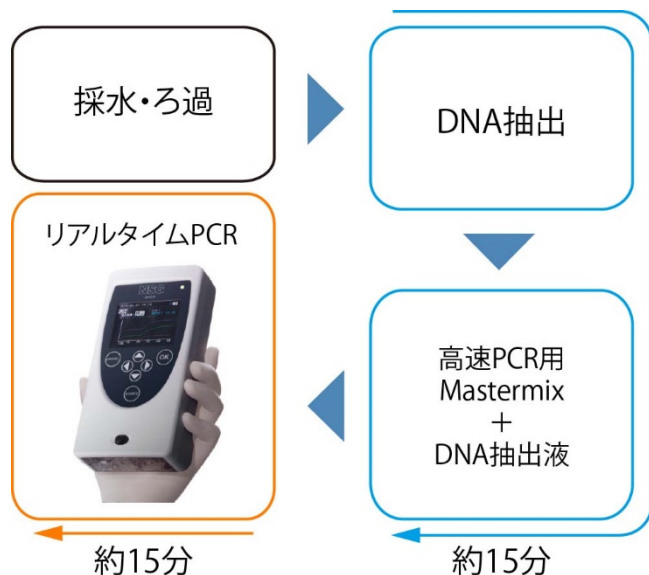 採水・ろ過
DNA抽出
高速PCR用
Mastermix
+
DNA抽出液
約15分
リアルタイムPCR
NSG
OK
約15分